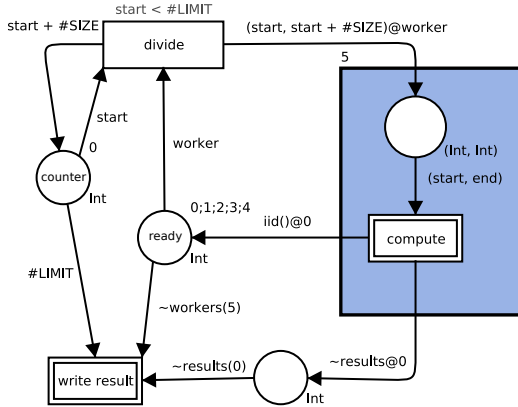 start < #LIMIT
start + #SIZE
divide
(start, start + #SIZE)@worker
5
start
worker
0
counter
Int
(Int, Int)
(start, end)
0;1;2;3;4
ready
Int
iid()@0
compute
#LIMIT
~workers(5)
write result
~results(0)
~results@0
Int